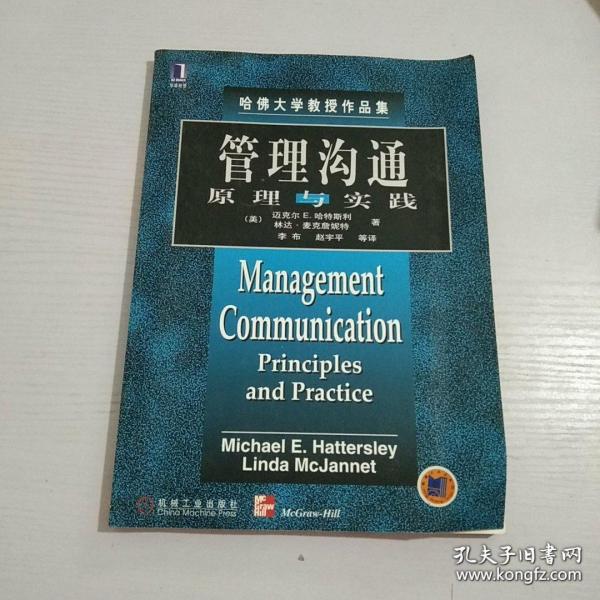 哈佛大学教授作品集
管理沟通
原理与实践
(美) 迈克尔 E. 哈特斯利
林达·麦克詹妮特 著
李布 赵宇平 等译
Management
Communication
Principles
and Practice
Michael E. Hattersley
Linda McJannet
机械工业出版社
China Machine Press
Mc
Graw
Hill
McGraw-Hill
孔夫子旧书网
www.kongfz.com